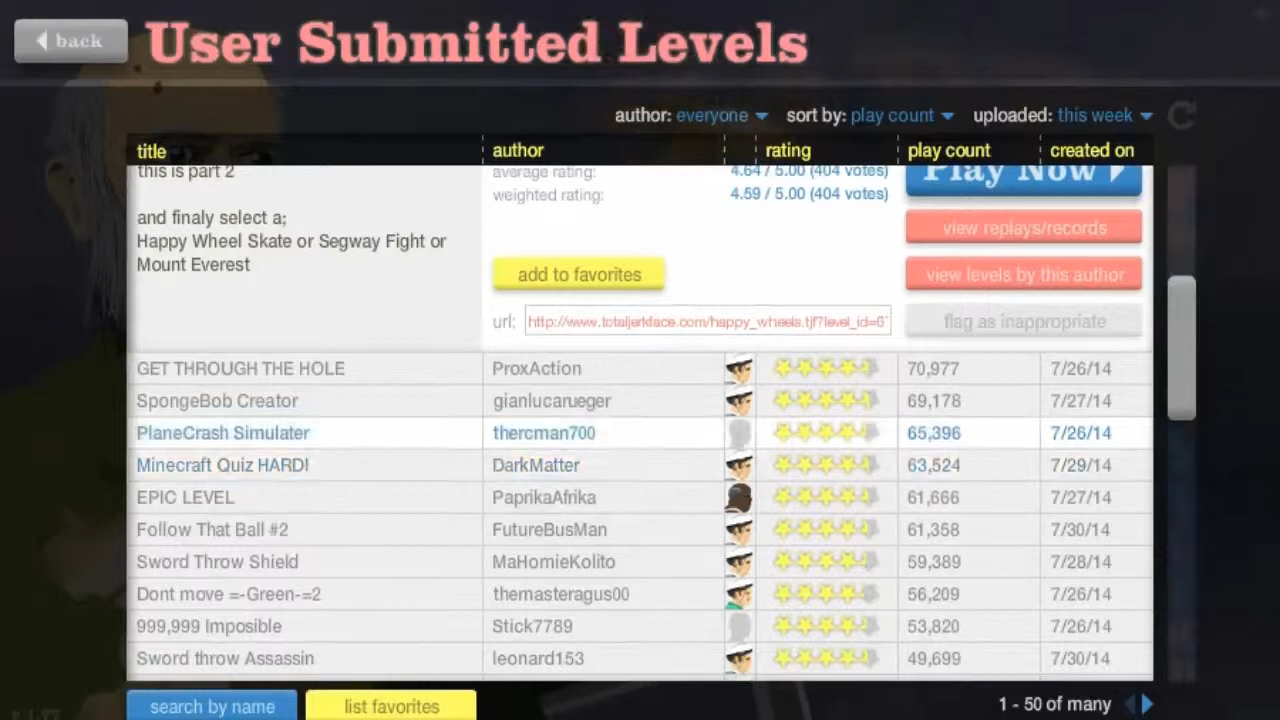 back
User Submitted Levels
author: everyone sort by: play count uploaded: this week
title author rating play count created on
this is part 2
average rating: 4.64 / 5.00 (404 votes)
Play Now
weighted rating: 4.59 / 5.00 (404 votes)
and finaly select a;
Happy Wheel Skate or Segway Fight or
Mount Everest
view replays/records
add to favorites
view levels by this author
url: http://www.totaljerkface.com/happy_wheels.tjf?level_id=6
flag as inappropriate
GET THROUGH THE HOLE ProxAction 70,977 7/26/14
SpongeBob Creator gianlucarueger 69,178 7/27/14
PlaneCrash Simulater thercman700 65,396 7/26/14
Minecraft Quiz HARD! DarkMatter 63,524 7/29/14
EPIC LEVEL PaprikaAfrika 61,666 7/27/14
Follow That Ball #2 FutureBusMan 61,358 7/30/14
Sword Throw Shield MaHomieKolito 59,389 7/28/14
Dont move =-Green-=2 themasteragus00 56,209 7/26/14
999,999 Imposible Stick7789 53,820 7/26/14
Sword throw Assassin leonard153 49,699 7/30/14
search by name list favorites 1 - 50 of many